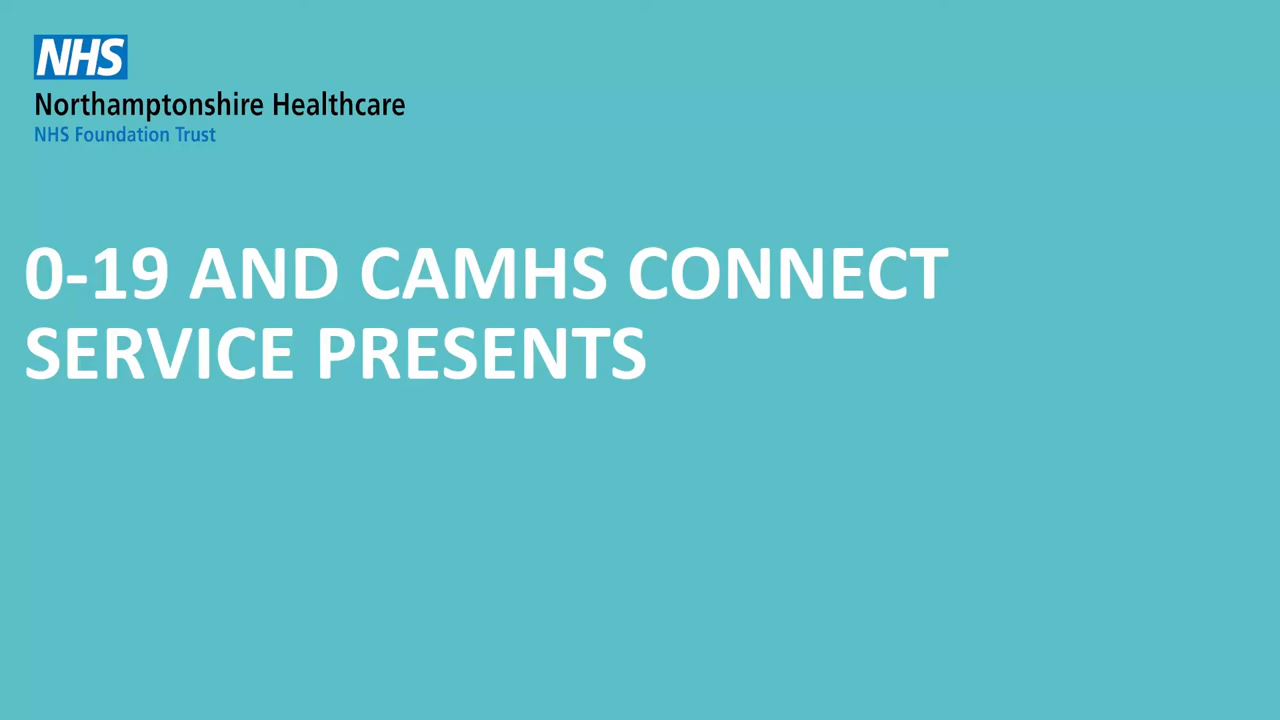 NHS
Northamptonshire Healthcare
NHS Foundation Trust
0-19 AND CAMHS CONNECT
SERVICE PRESENTS